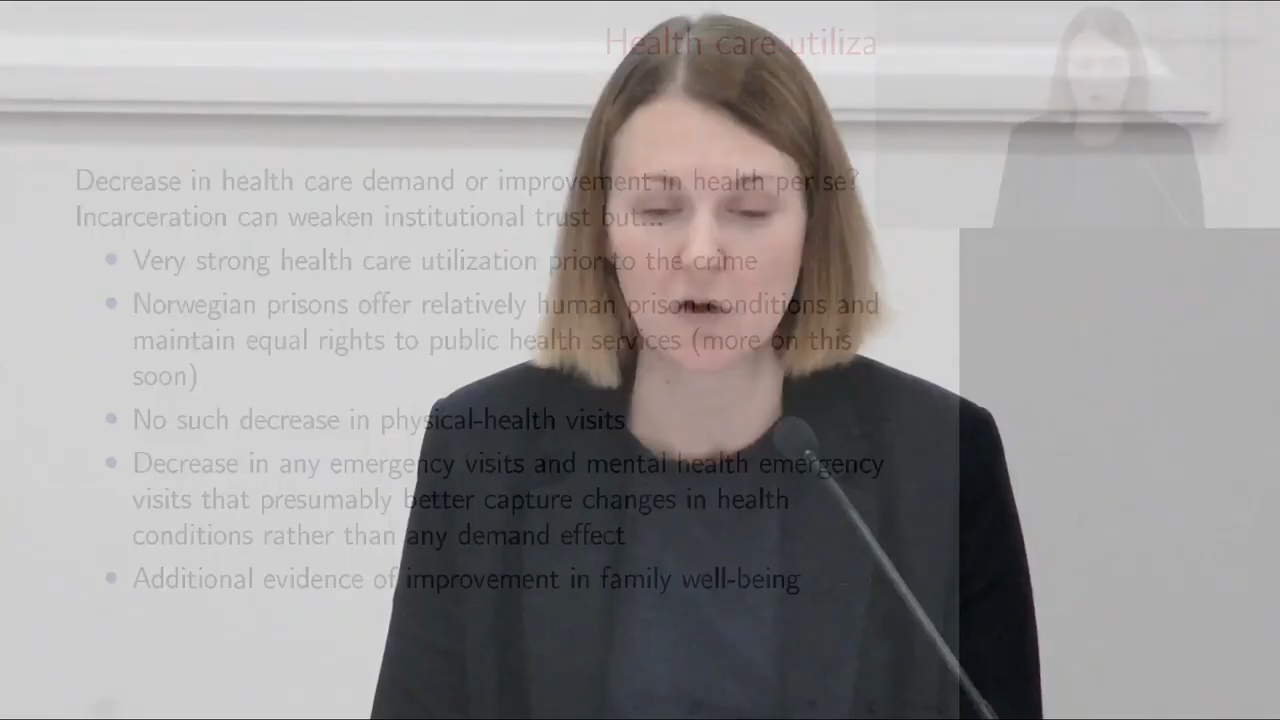 Health care utiliza
Decrease in health care demand or improvement in health per se?
Incarceration can weaken institutional trust but...
Very strong health care utilization prior to the crime
Norwegian prisons offer relatively human prison conditions and
maintain equal rights to public health services (more on this
soon)
No such decrease in physical-health visits
Decrease in any emergency visits and mental health emergency
visits that presumably better capture changes in health
conditions rather than any demand effect
Additional evidence of improvement in family well-being